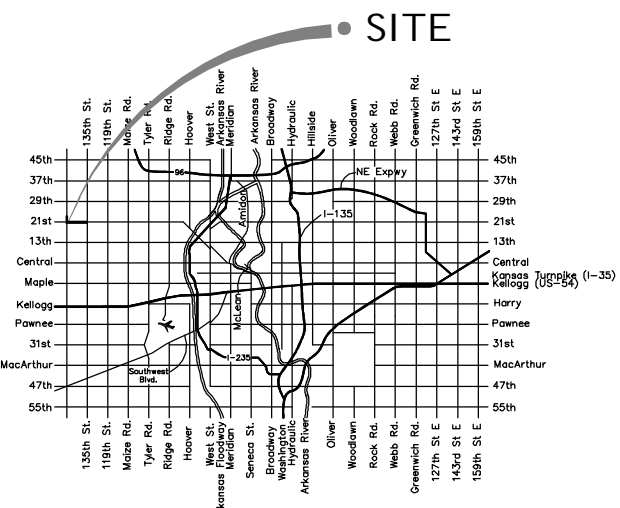 SITE
135th St.
119th St.
Maine Rd.
Tyler Rd.
Ridge Rd.
Hoover
West St.
Arkansas River
Meridian
Arkansas River
Broadway
Hydraulic
Hillside
Oliver
Woodlawn
Rock Rd.
Webb Rd.
Greenwich Rd.
127th St E
143rd St E
159th St E
45th
37th
29th
21st
13th
Central
Maple
Kellogg
Pawnee
31st
MacArthur
47th
55th
96
NE Expwy
Amidon
I-135
McLean
I-235
Southwest
Blvd.
45th
37th
29th
21st
13th
Central
Kansas Turnpike (I-35)
Kellogg (US-54)
Harry
Pawnee
31st
MacArthur
47th
55th
135th St.
119th St.
Maize Rd.
Tyler Rd.
Ridge Rd.
Hoover
West St.
kansas Floodway
Meridian
Seneca St.
Broadway
Washington
Hydraulic
Arkansas River
Oliver
Woodlawn
Rock Rd.
Webb Rd.
Greenwich Rd.
127th St E
143rd St E
159th St E